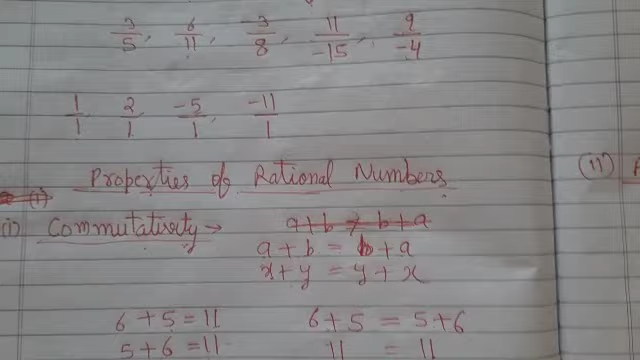 3/5, 6/11, -3/8, 11/-15, 9/-4
1/1 2/1 -5/1 -11/1
Properties of Rational Numbers
(i)
(i) Commutativity → a+b = b+a
a+b = b+a
x+y = y+x
6+5=11 6+5 = 5+6
5+6=11 11 = 11
(ii)